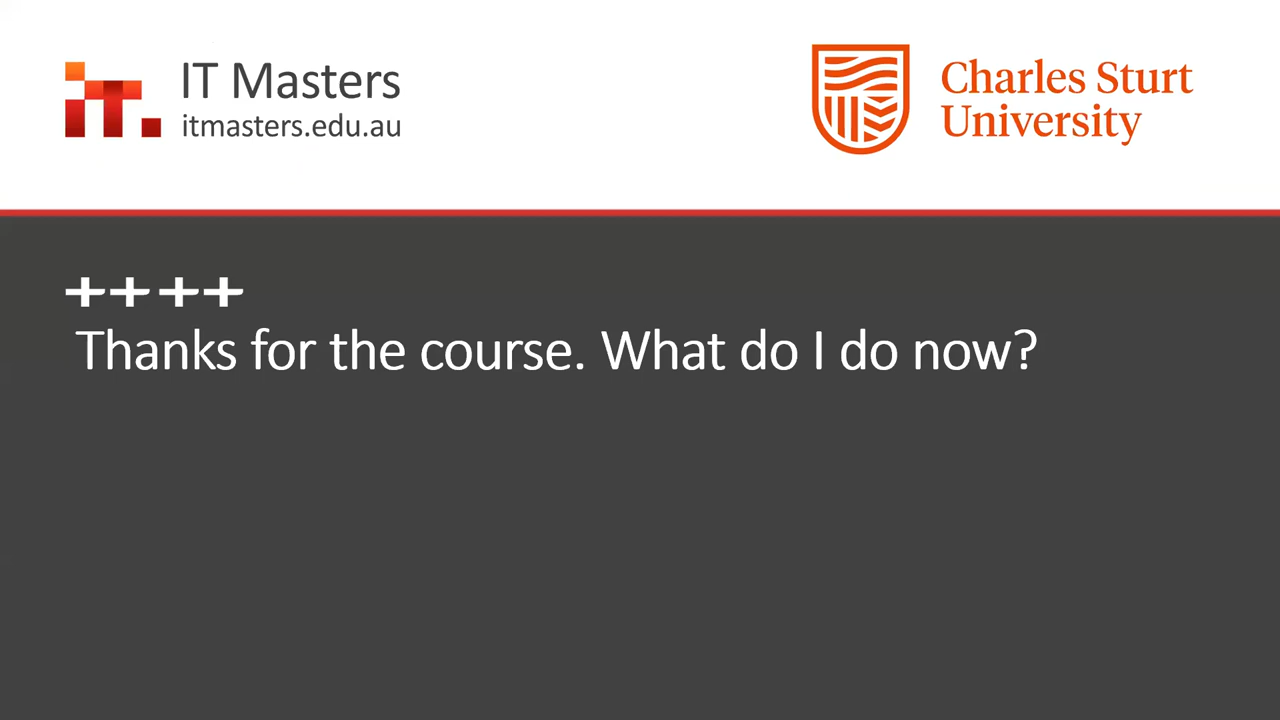 IT Masters
itmasters.edu.au
Charles Sturt
University
++++
Thanks for the course. What do I do now?